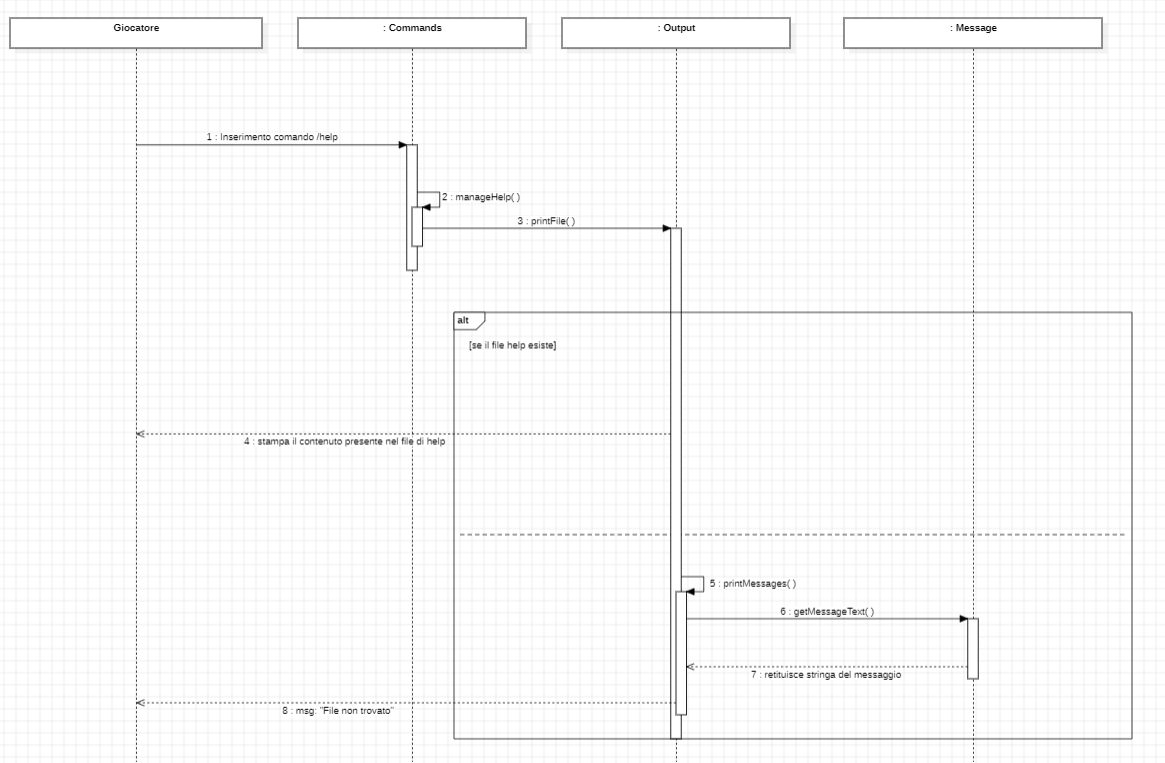 Giocatore
: Commands
: Output
: Message
1 : Inserimento comando /help
2 : manageHelp( )
3 : printFile( )
alt
[se il file help esiste]
4 : stampa il contenuto presente nel file di help
5 : printMessages( )
6 : getMessageText( )
7 : retituisce stringa del messaggio
8 : msg: "File non trovato"